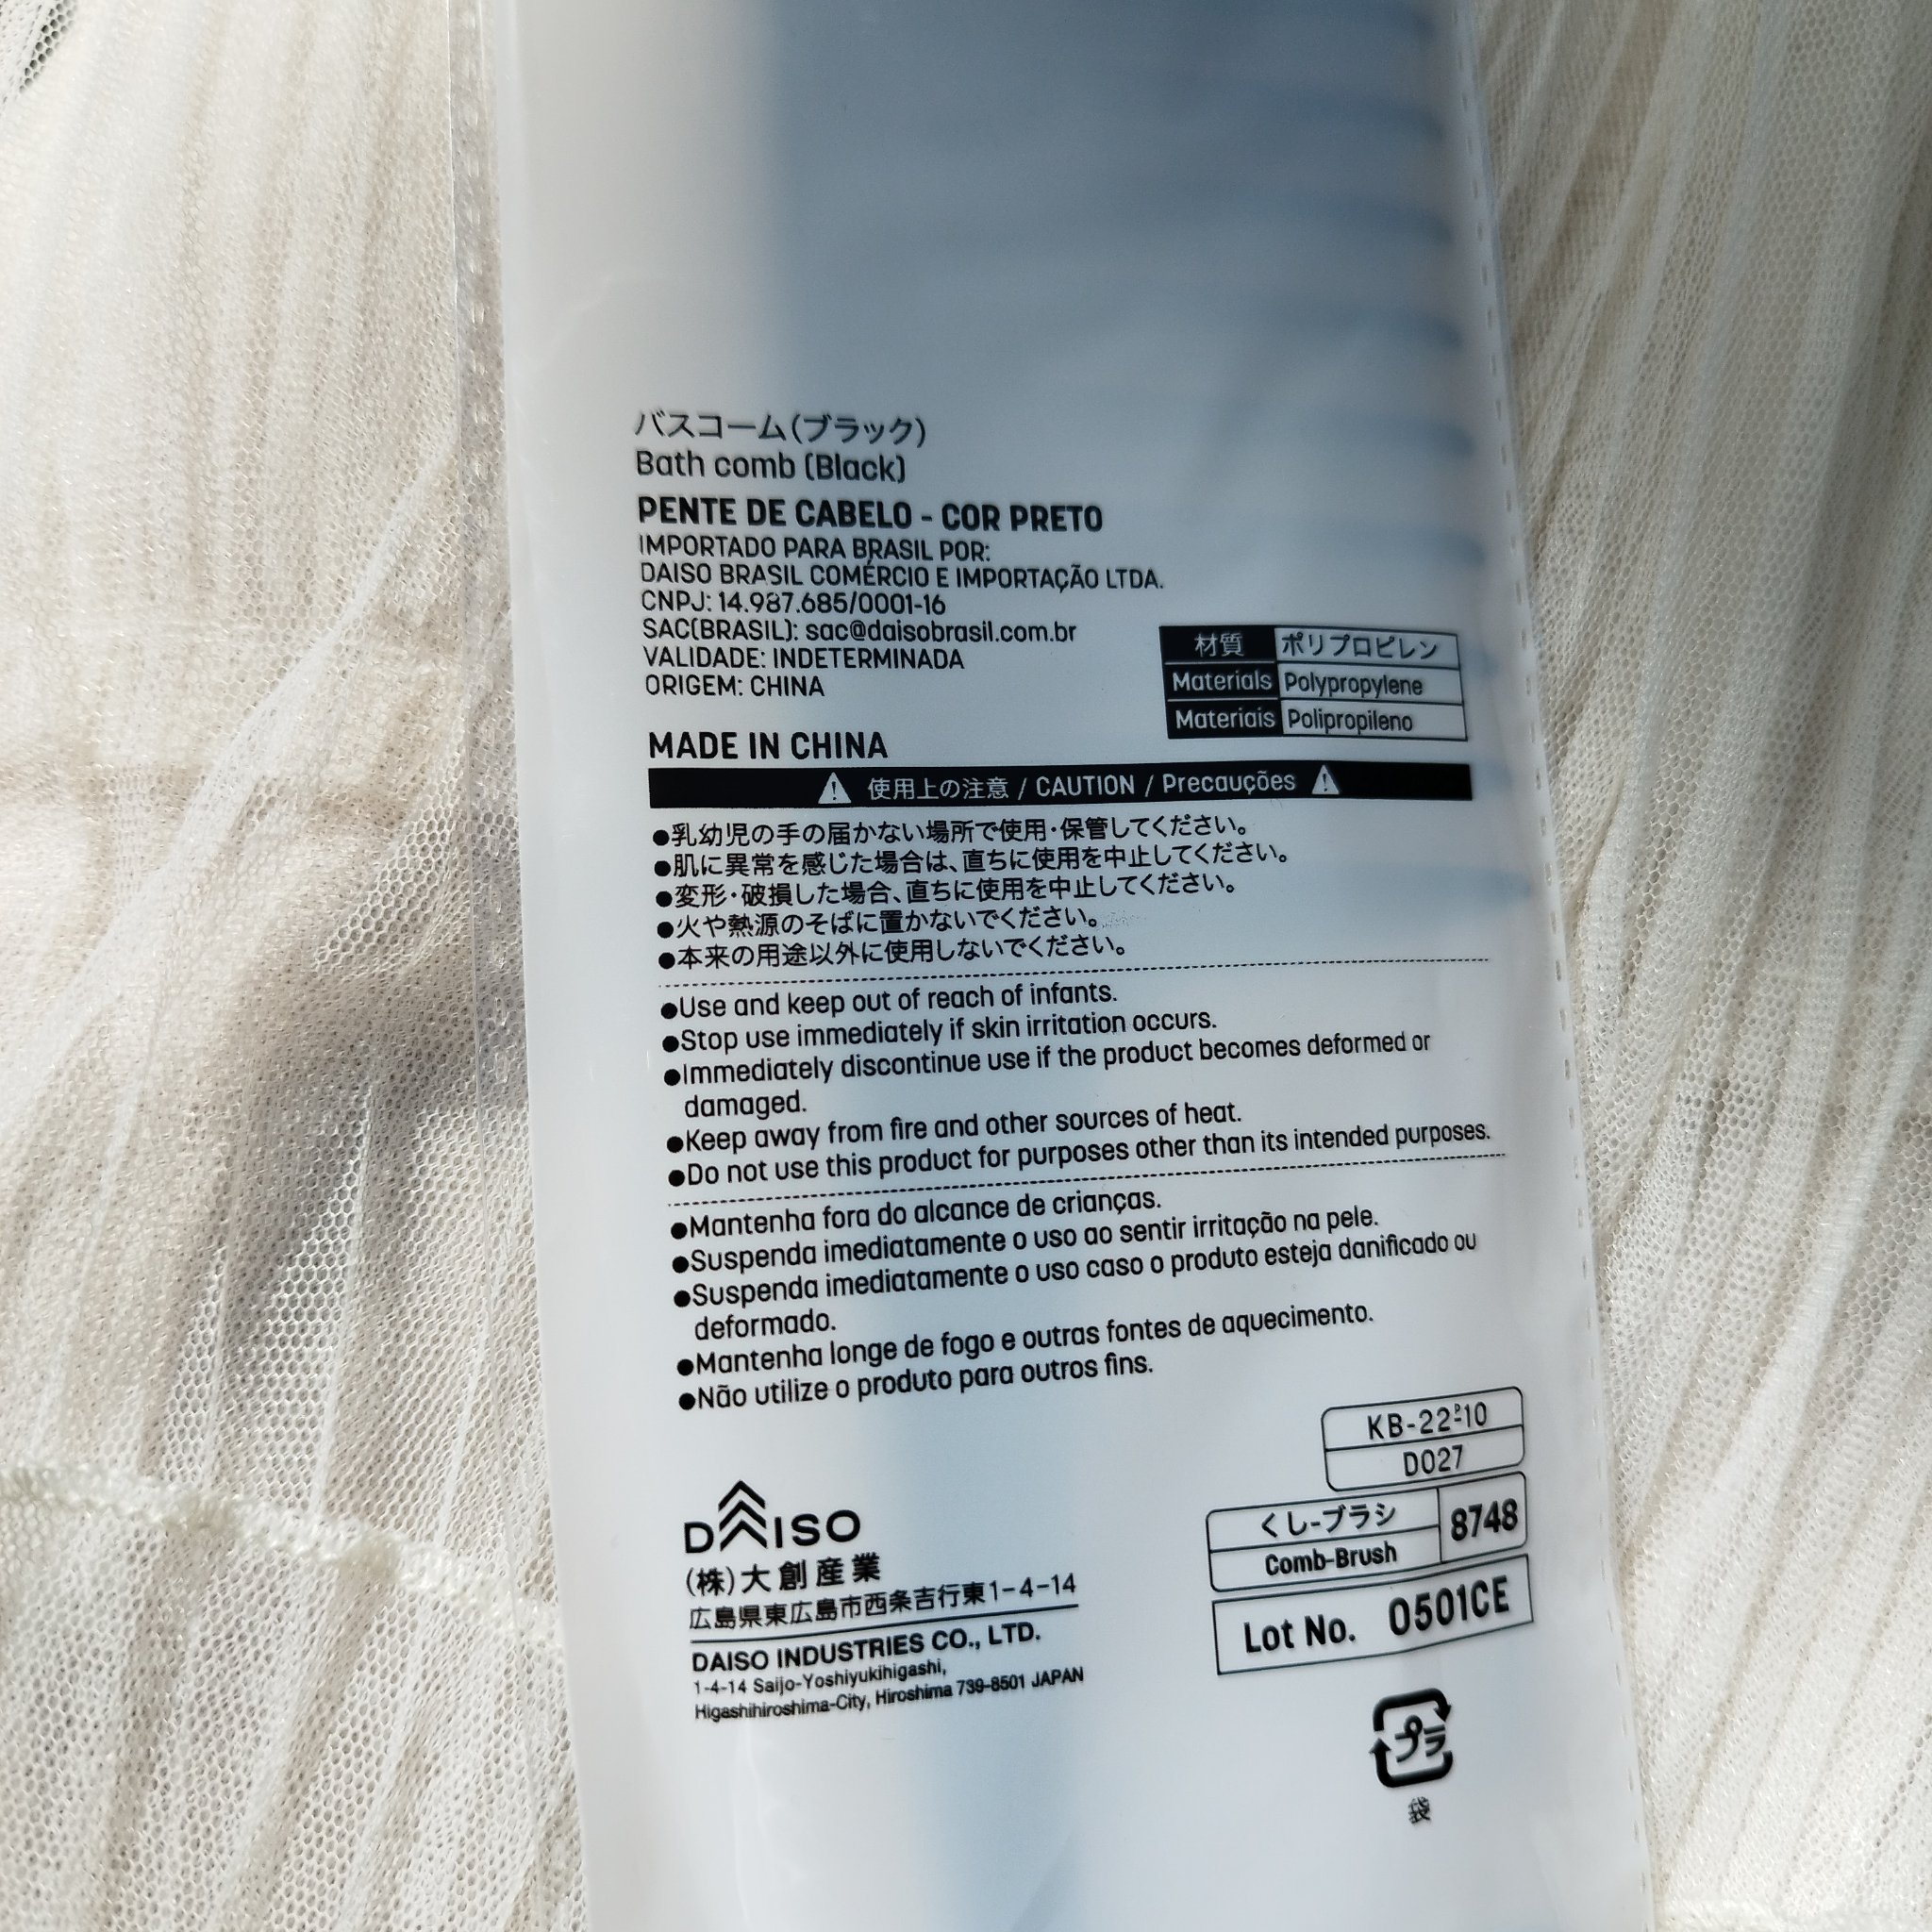 バスコーム(ブラック)
Bath comb (Black)
PENTE DE CABELO - COR PRETO
IMPORTADO PARA BRASIL POR:
DAISO BRASIL COMÉRCIO E IMPORTAÇÃO LTDA.
CNPJ: 14.987.685/0001-16
SAC(BRASIL): sac@daisobrasil.com.br
VALIDADE: INDETERMINADA
ORIGEM: CHINA
材質 ポリプロピレン
Materials Polypropylene
Materiais Polipropileno
MADE IN CHINA
使用上の注意 / CAUTION / Precauções
●乳幼児の手の届かない場所で使用・保管してください。
●肌に異常を感じた場合は、直ちに使用を中止してください。
●変形・破損した場合、直ちに使用を中止してください。
●火や熱源のそばに置かないでください。
●本来の用途以外に使用しないでください。
●Use and keep out of reach of infants.
●Stop use immediately if skin irritation occurs.
●Immediately discontinue use if the product becomes deformed or
damaged.
●Keep away from fire and other sources of heat.
●Do not use this product for purposes other than its intended purposes.
●Mantenha fora do alcance de crianças.
●Suspenda imediatamente o uso ao sentir irritação na pele.
●Suspenda imediatamente o uso caso o produto esteja danificado ou
deformado.
●Mantenha longe de fogo e outras fontes de aquecimento.
●Não utilize o produto para outros fins.
KB-22-P-10
D027
くし-ブラシ
Comb-Brush
8748
Lot No. 0501CE
DAISO
(株)大創産業
広島県東広島市西条吉行東1-4-14
DAISO INDUSTRIES CO., LTD.
1-4-14 Saijo-Yoshiyukihigashi,
Higashihiroshima-City, Hiroshima 739-8501 JAPAN
プラ
袋